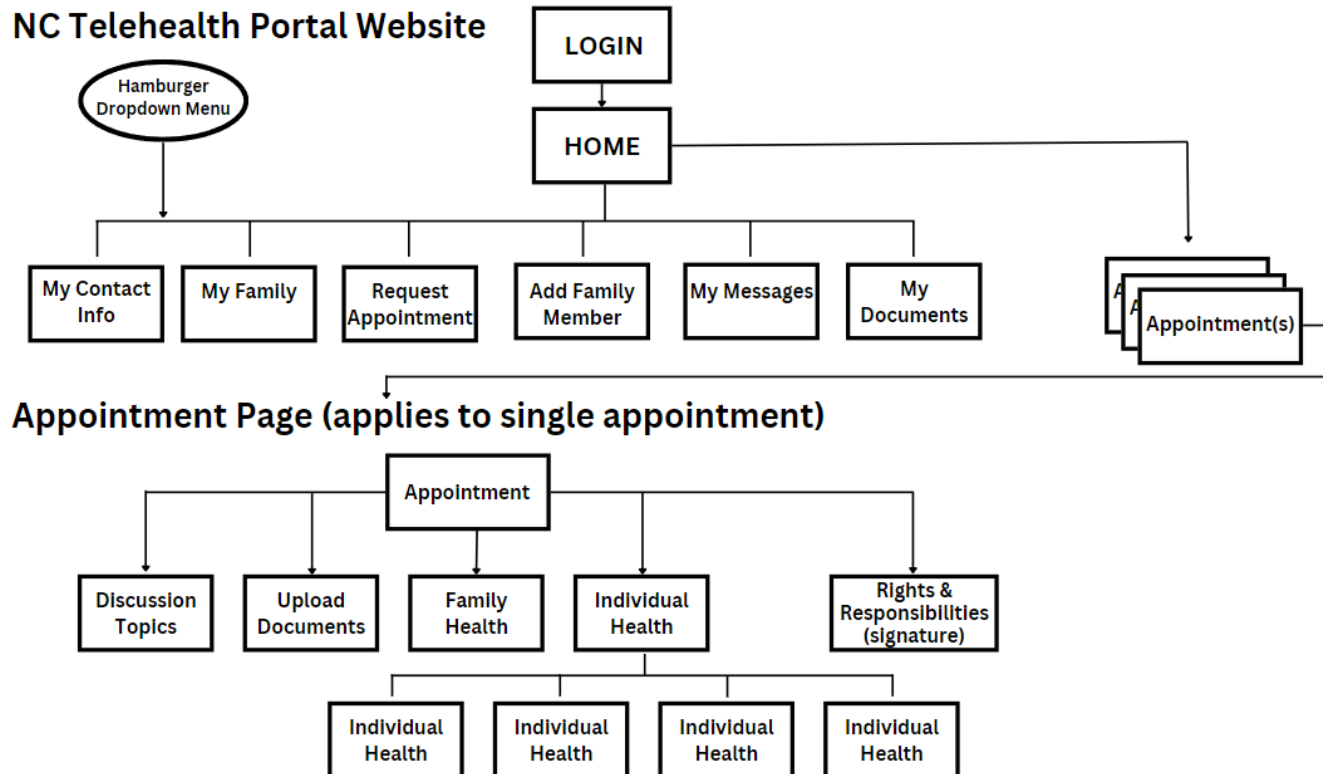 NC Telehealth Portal Website
LOGIN
Hamburger
Dropdown Menu
HOME
My Contact
Info
My Family
Request
Appointment
Add Family
Member
My Messages
My
Documents
A
A
Appointment(s)
Appointment Page (applies to single appointment)
Appointment
Discussion
Topics
Upload
Documents
Family
Health
Individual
Health
Rights &
Responsibilities
(signature)
Individual
Health
Individual
Health
Individual
Health
Individual
Health